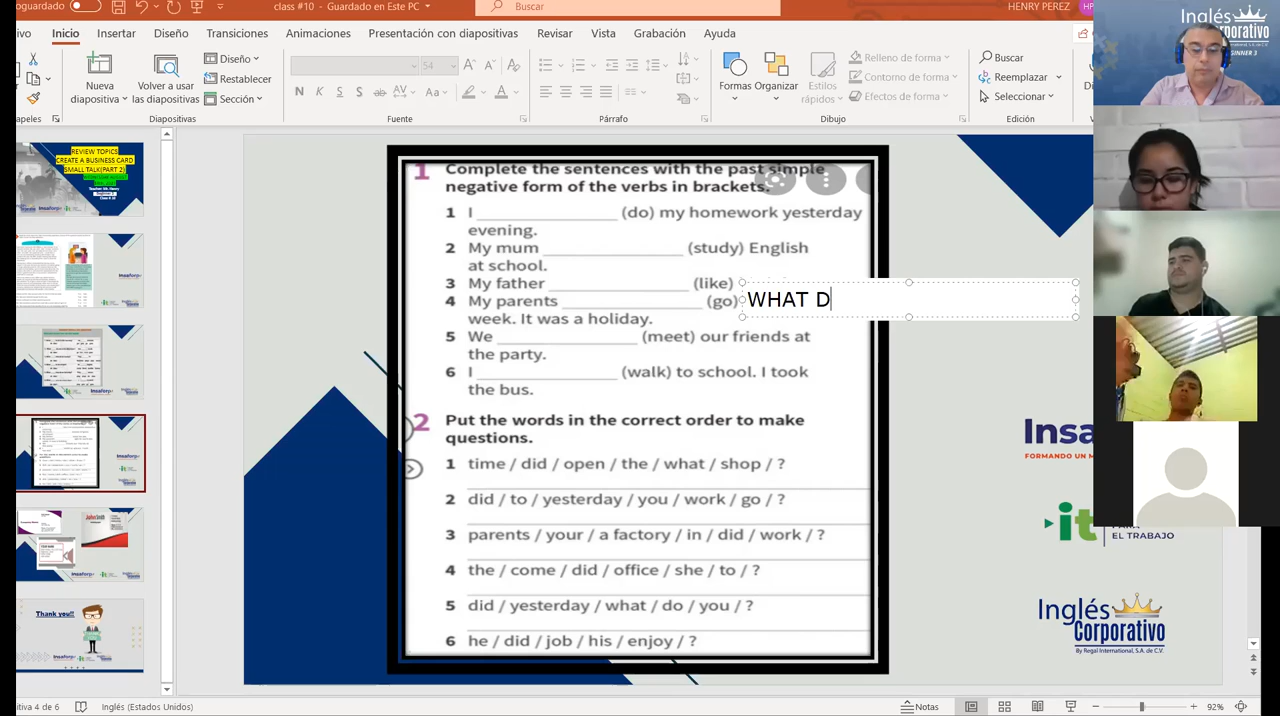 oguardado
class #10 - Guardado en Este PC
Buscar
HENRY PEREZ
HP
ivo Inicio Insertar Diseño Transiciones Animaciones Presentación con diapositivas Revisar Vista Grabación Ayuda
Nueva diapositiva
Volver a usar las diapositivas
Diseño
Restablecer
Sección
54
N K S S ab AV Aa A
Formas
Organizar
Estilos rápidos
Relleno de forma
Contorno de forma
Efectos de forma
Buscar
Reemplazar
Seleccionar
apeles
Diapositivas
Fuente
Párrafo
Dibujo
Edición
REVIEW TOPICS
CREATE A BUSINESS CARD
SMALL TALK(PART 2)
Thank you!!
1 Complete the sentences with the past simple
negative form of the verbs in brackets.
1 I ____________ (do) my homework yesterday
evening.
2 My mum ____________ (study) English
at school.
3 My father ____________ (like)
4 My parents ____________ (go)
week. It was a holiday.
5 We ____________ (meet) our friends at
the party.
6 I ____________ (walk) to school. I took
the bus.
WHAT D
2 Put the words in the correct order to make
questions.
1 me / did / open / the / what / shop / ?
2 did / to / yesterday / you / work / go / ?
3 parents / your / a factory / in / did / work / ?
4 the / come / did / office / she / to / ?
5 did / yesterday / what / do / you / ?
6 he / did / job / his / enjoy / ?
Insa
FORMANDO UN M
it
EL TRABAJO
Inglés
Corporativo
By Regal International, S.A. de C.V.
Inglés
Corporativo
GINNER 3
itiva 4 de 6
Inglés (Estados Unidos)
Notas
92%